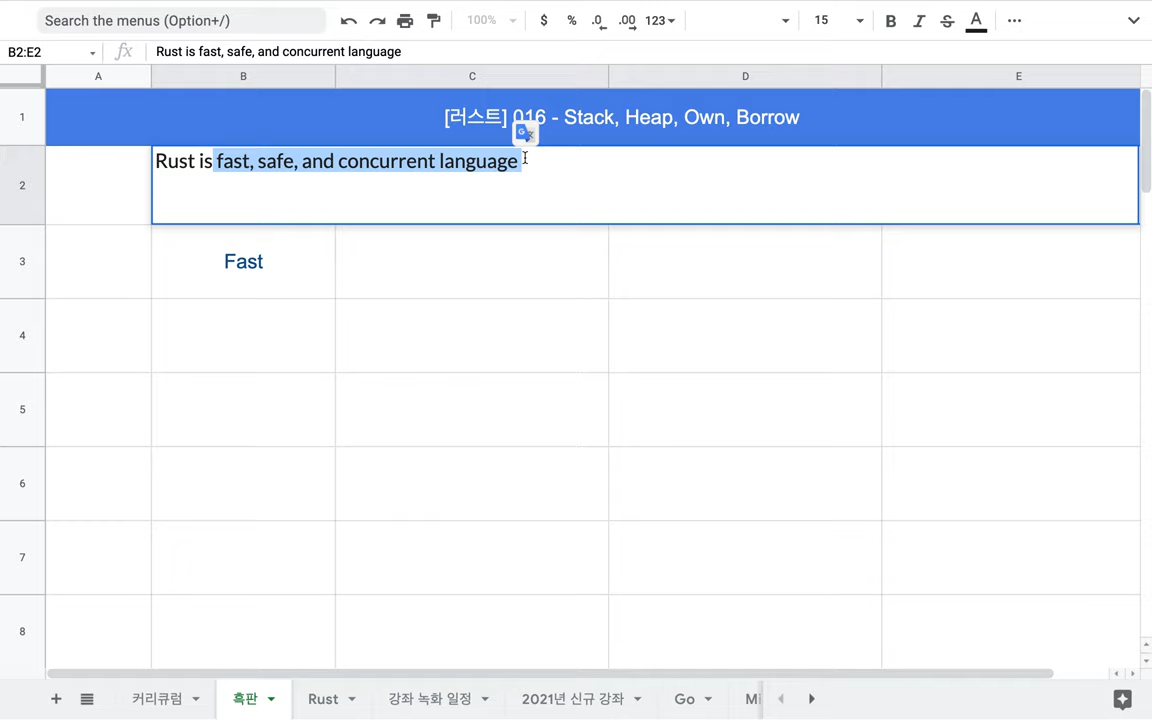 Search the menus (Option+/)
100%
$ % .0 .00 123
15
B I S A
B2:E2
fx
Rust is fast, safe, and concurrent language
A B C D E
1
[러스트] 016 - Stack, Heap, Own, Borrow
2
Rust is fast, safe, and concurrent language
3
Fast
4
5
6
7
8
커리큘럼
흑판
Rust
강좌 녹화 일정
2021년 신규 강좌
Go